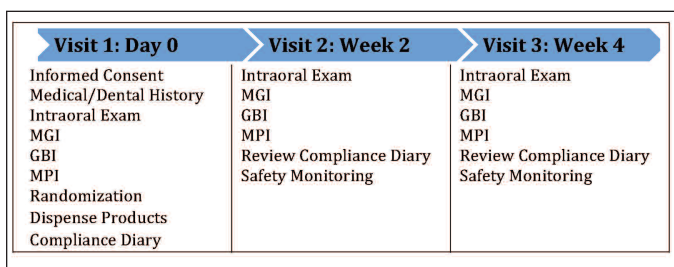 Visit 1: Day 0
Informed Consent
Medical/Dental History
Intraoral Exam
MGI
GBI
MPI
Randomization
Dispense Products
Compliance Diary
Visit 2: Week 2
Intraoral Exam
MGI
GBI
MPI
Review Compliance Diary
Safety Monitoring
Visit 3: Week 4
Intraoral Exam
MGI
GBI
MPI
Review Compliance Diary
Safety Monitoring